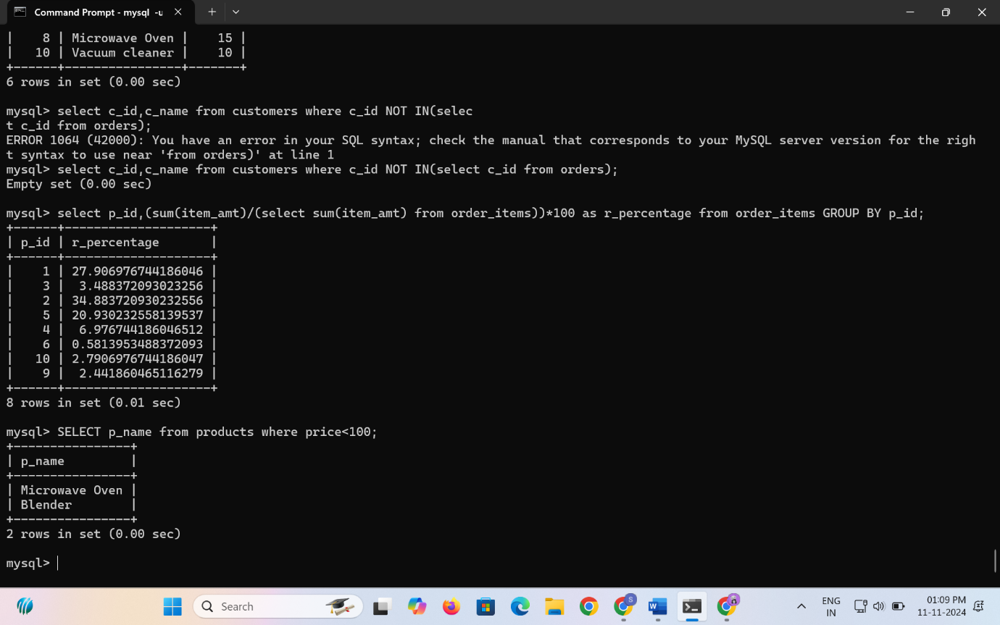 Command Prompt - mysql  -u
|     8 | Microwave Oven |    15 |
|    10 | Vacuum cleaner |    10 |
+------+----------------+-------+
6 rows in set (0.00 sec)
mysql> select c_id,c_name from customers where c_id NOT IN(selec
t c_id from orders);
ERROR 1064 (42000): You have an error in your SQL syntax; check the manual that corresponds to your MySQL server version for the righ
t syntax to use near 'from orders)' at line 1
mysql> select c_id,c_name from customers where c_id NOT IN(select c_id from orders);
Empty set (0.00 sec)
mysql> select p_id,(sum(item_amt)/(select sum(item_amt) from order_items))*100 as r_percentage from order_items GROUP BY p_id;
+------+--------------------+
| p_id | r_percentage       |
+------+--------------------+
|    1 | 27.906976744186046 |
|    3 |  3.488372093023256 |
|    2 | 34.883720930232556 |
|    5 | 20.930232558139537 |
|    4 |  6.976744186046512 |
|    6 | 0.5813953488372093 |
|   10 | 2.7906976744186047 |
|    9 |  2.441860465116279 |
+------+--------------------+
8 rows in set (0.01 sec)
mysql> SELECT p_name from products where price<100;
+----------------+
| p_name         |
+----------------+
| Microwave Oven |
| Blender        |
+----------------+
2 rows in set (0.00 sec)
mysql>
Search
S
ENG
IN
01:09 PM
11-11-2024